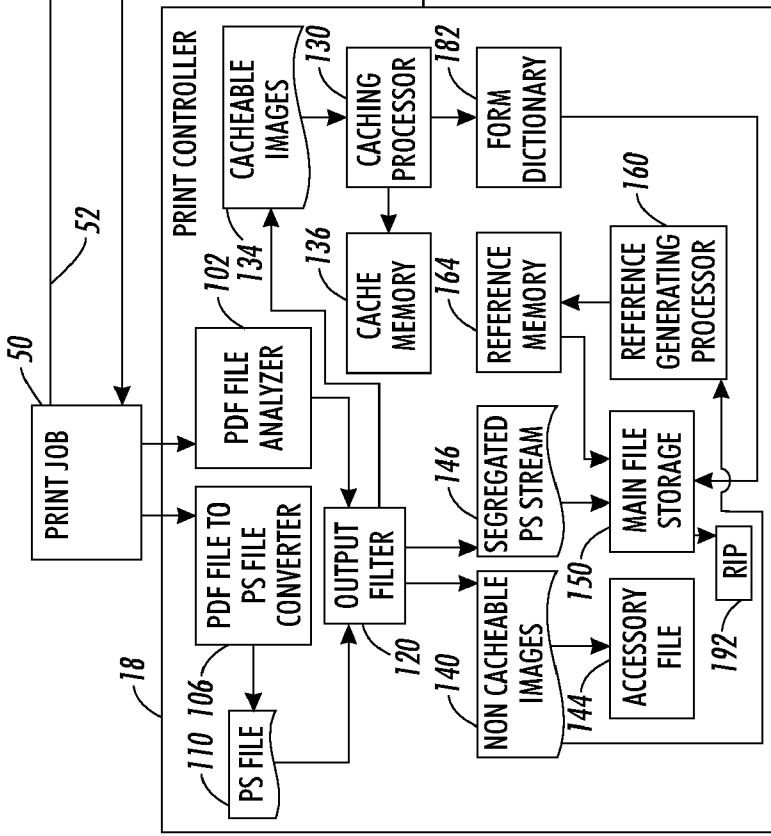 50
PRINT JOB
52
18
PRINT CONTROLLER
106
PDF FILE TO
PS FILE
CONVERTER
102
PDF FILE
ANALYZER
134
CACHEABLE
IMAGES
130
CACHING
PROCESSOR
182
FORM
DICTIONARY
110
PS FILE
120
OUTPUT
FILTER
136
CACHE
MEMORY
164
REFERENCE
MEMORY
160
REFERENCE
GENERATING
PROCESSOR
140
NON CACHEABLE
IMAGES
146
SEGREGATED
PS STREAM
144
ACCESSORY
FILE
150
MAIN FILE
STORAGE
192
RIP